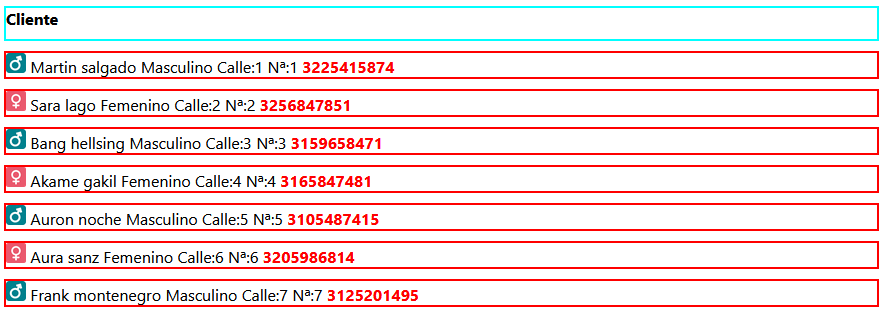 Cliente
Martin salgado Masculino Calle:1 Nª:1 3225415874
Sara lago Femenino Calle:2 Nª:2 3256847851
Bang hellsing Masculino Calle:3 Nª:3 3159658471
Akame gakil Femenino Calle:4 Nª:4 3165847481
Auron noche Masculino Calle:5 Nª:5 3105487415
Aura sanz Femenino Calle:6 Nª:6 3205986814
Frank montenegro Masculino Calle:7 Nª:7 3125201495